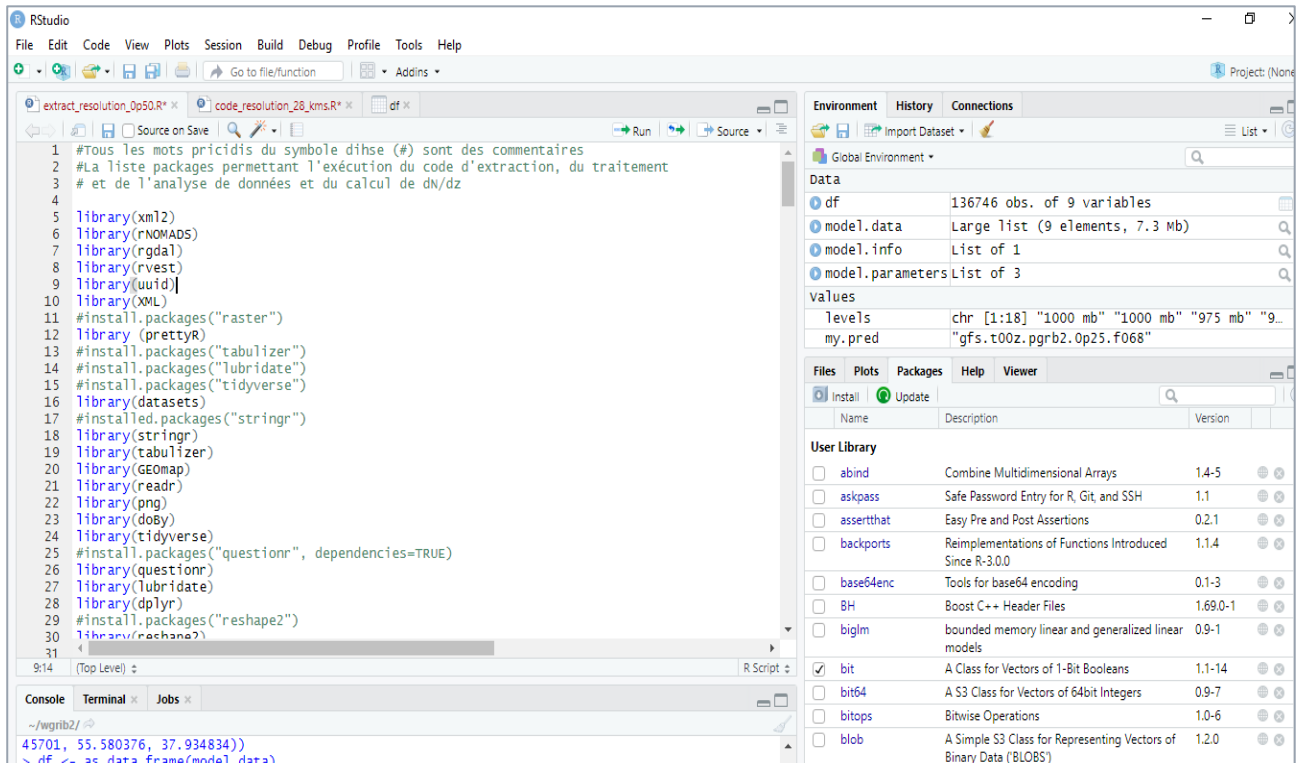 RStudio
File Edit Code View Plots Session Build Debug Profile Tools Help
Go to file/function Addins Project: (None
extract_resolution_0p50.R* code_resolution_28_kms.R* df
Source on Save Run Source
1 #Tous les mots pricidis du symbole dihse (#) sont des commentaires
2 #La liste packages permettant l'exécution du code d'extraction, du traitement
3 # et de l'analyse de données et du calcul de dN/dz
4
5 library(xml2)
6 library(rNOMADS)
7 library(rgdal)
8 library(rvest)
9 library(uuid)
10 library(XML)
11 #install.packages("raster")
12 library (prettyR)
13 #install.packages("tabulizer")
14 #install.packages("lubridate")
15 #install.packages("tidyverse")
16 library(datasets)
17 #installed.packages("stringr")
18 library(stringr)
19 library(tabulizer)
20 library(GEOmap)
21 library(readr)
22 library(png)
23 library(doBy)
24 library(tidyverse)
25 #install.packages("questionr", dependencies=TRUE)
26 library(questionr)
27 library(lubridate)
28 library(dplyr)
29 #install.packages("reshape2")
30 library(reshape2)
31
9:14 (Top Level) R Script
Console Terminal Jobs
~/wgrib2/
45701, 55.580376, 37.934834))
> df <- as.data.frame(model.data)
Environment History Connections
Import Dataset List
Global Environment
Data
df 136746 obs. of 9 variables
model.data Large list (9 elements, 7.3 Mb)
model.info List of 1
model.parameters List of 3
Values
levels chr [1:18] "1000 mb" "1000 mb" "975 mb" "9…
my.pred "gfs.t00z.pgrb2.0p25.f068"
Files Plots Packages Help Viewer
Install Update
Name Description Version
User Library
abind Combine Multidimensional Arrays 1.4-5
askpass Safe Password Entry for R, Git, and SSH 1.1
assertthat Easy Pre and Post Assertions 0.2.1
backports Reimplementations of Functions Introduced 1.1.4
Since R-3.0.0
base64enc Tools for base64 encoding 0.1-3
BH Boost C++ Header Files 1.69.0-1
biglm bounded memory linear and generalized linear 0.9-1
models
bit A Class for Vectors of 1-Bit Booleans 1.1-14
bit64 A S3 Class for Vectors of 64bit Integers 0.9-7
bitops Bitwise Operations 1.0-6
blob A Simple S3 Class for Representing Vectors of 1.2.0
Binary Data ('BLOBS')